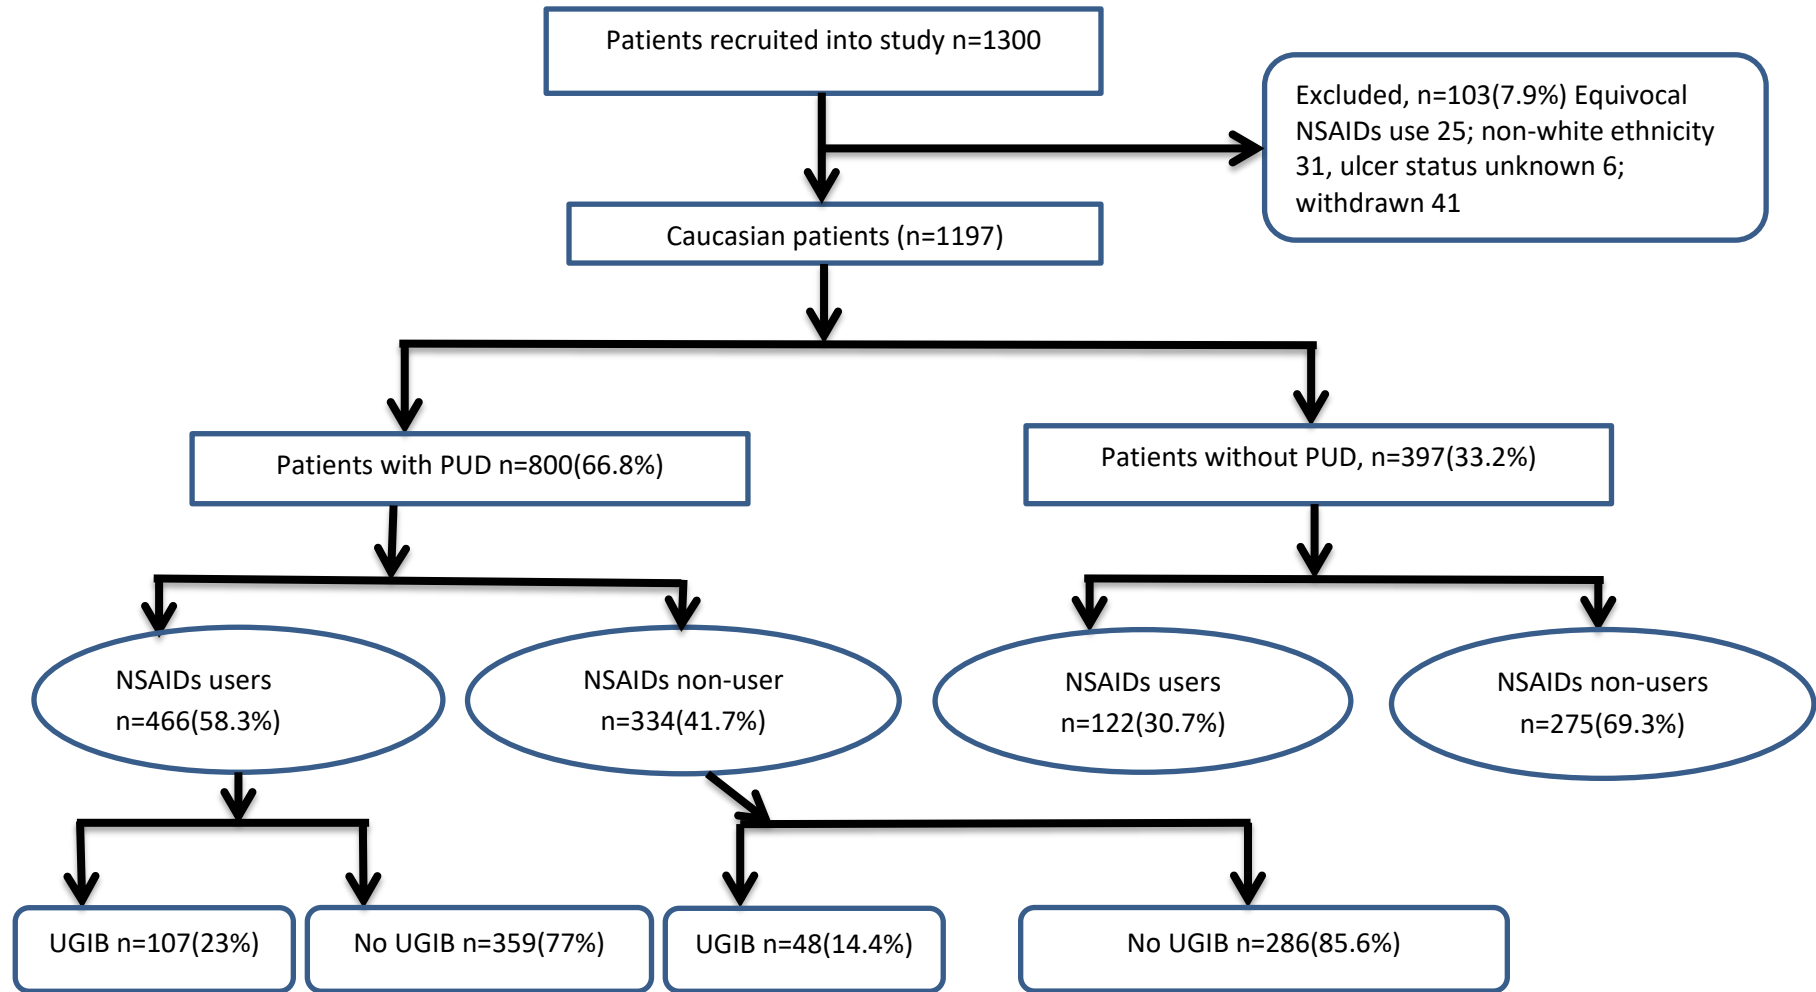 Patients recruited into study n=1300
Excluded, n=103(7.9%) Equivocal
NSAIDs use 25; non-white ethnicity
31, ulcer status unknown 6;
withdrawn 41
Caucasian patients (n=1197)
Patients with PUD n=800(66.8%)
Patients without PUD, n=397(33.2%)
NSAIDs users
n=466(58.3%)
NSAIDs non-user
n=334(41.7%)
NSAIDs users
n=122(30.7%)
NSAIDs non-users
n=275(69.3%)
UGIB n=107(23%)
No UGIB n=359(77%)
UGIB n=48(14.4%)
No UGIB n=286(85.6%)